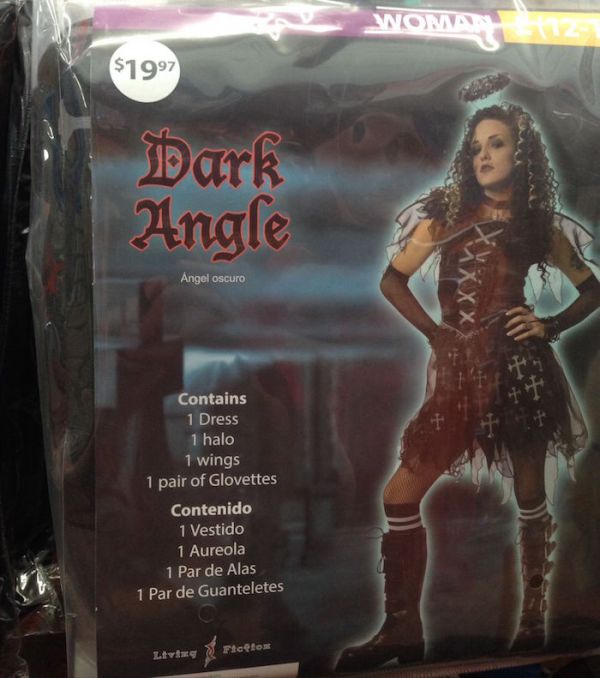 WOMAN
$19.97
Dark
Angle
Ángel oscuro
Contains
1 Dress
1 halo
1 wings
1 pair of Glovettes
Contenido
1 Vestido
1 Aureola
1 Par de Alas
1 Par de Guanteletes
Living Fiction